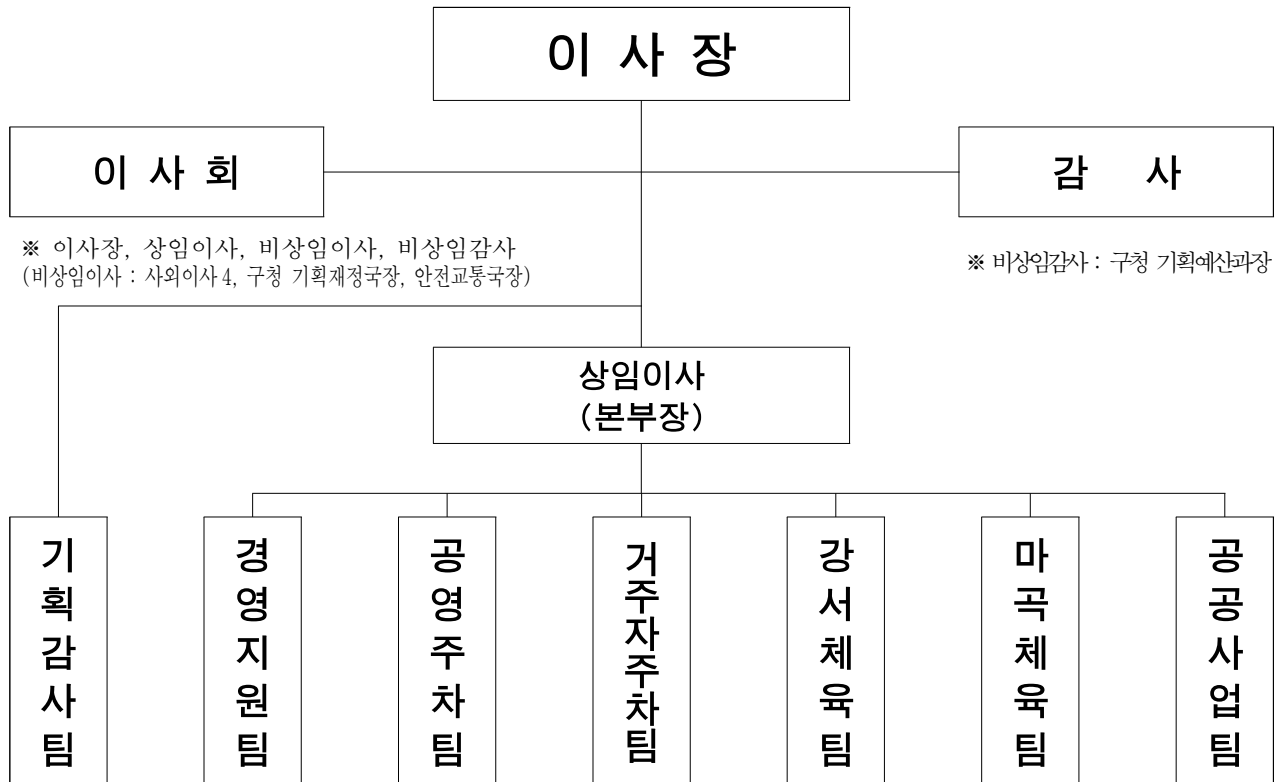 이 사 장
이 사 회
감 사
※ 이사장, 상임이사, 비상임이사, 비상임감사
(비상임이사 : 사외이사 4, 구청 기획재정국장, 안전교통국장)
※ 비상임감사 : 구청 기획예산과장
상임이사
(본부장)
기획감사팀
경영지원팀
공영주차팀
거주자주차팀
강서체육팀
마곡체육팀
공공사업팀